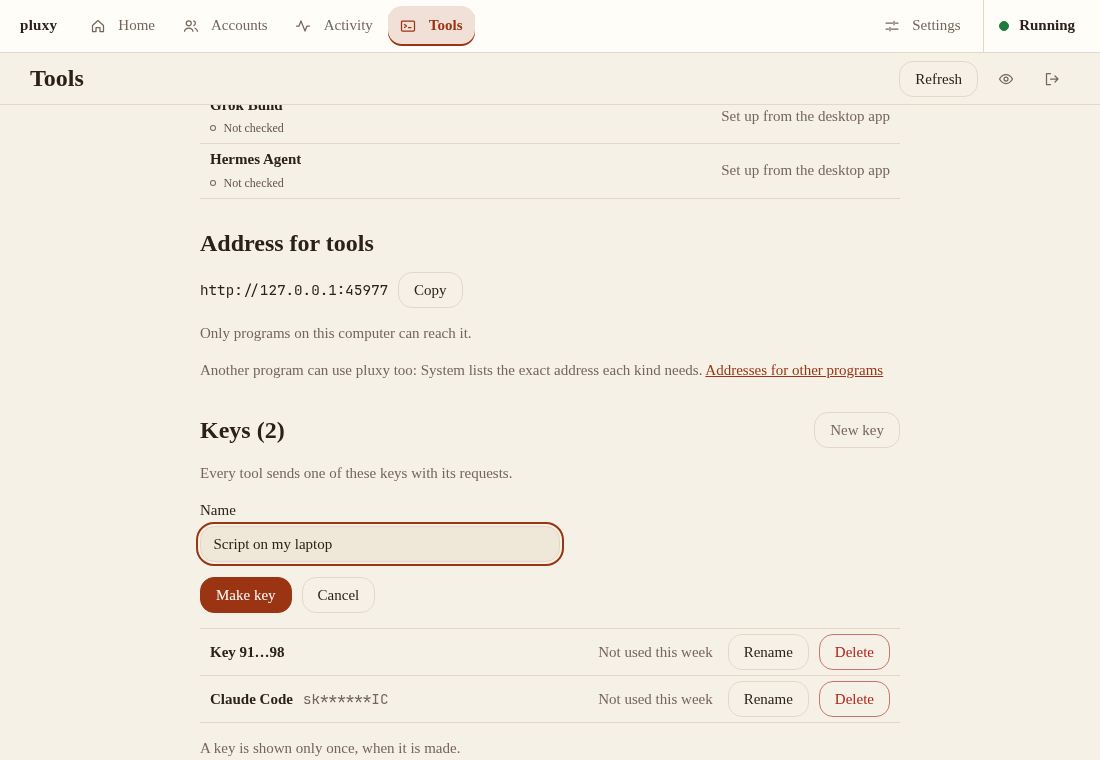 pluxy Home Accounts Activity Tools Settings Running
Tools Refresh
Grok Build
Not checked Set up from the desktop app
Hermes Agent
Not checked Set up from the desktop app
Address for tools
http://127.0.0.1:45977 Copy
Only programs on this computer can reach it.
Another program can use pluxy too: System lists the exact address each kind needs. Addresses for other programs
Keys (2) New key
Every tool sends one of these keys with its requests.
Name
Script on my laptop
Make key Cancel
Key 91…98 Not used this week Rename Delete
Claude Code sk******IC Not used this week Rename Delete
A key is shown only once, when it is made.